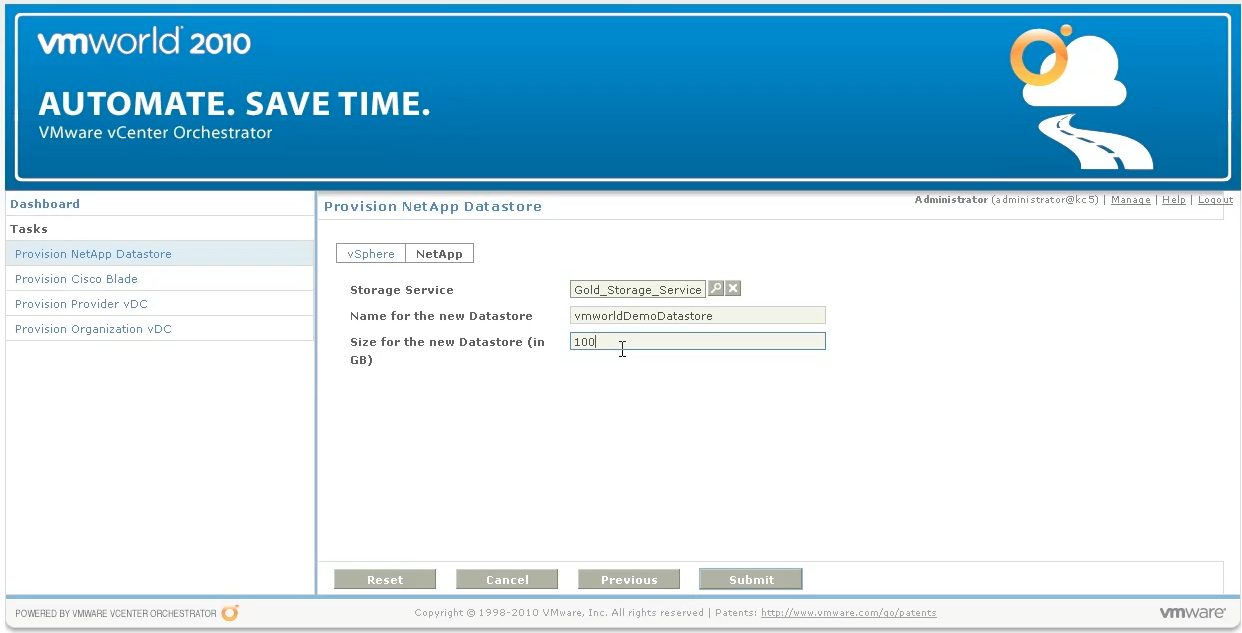 vmworld 2010
AUTOMATE. SAVE TIME.
VMware vCenter Orchestrator
Dashboard
Tasks
Provision NetApp Datastore
Provision Cisco Blade
Provision Provider vDC
Provision Organization vDC
Provision NetApp Datastore
Administrator (administrator@kc5) | Manage | Help | Logout
vSphere NetApp
Storage Service Gold_Storage_Service
Name for the new Datastore vmworldDemoDatastore
Size for the new Datastore (in 100
GB)
Reset Cancel Previous Submit
POWERED BY VMWARE VCENTER ORCHESTRATOR
Copyright © 1998-2010 VMware, Inc. All rights reserved | Patents: http://www.vmware.com/go/patents
vmware